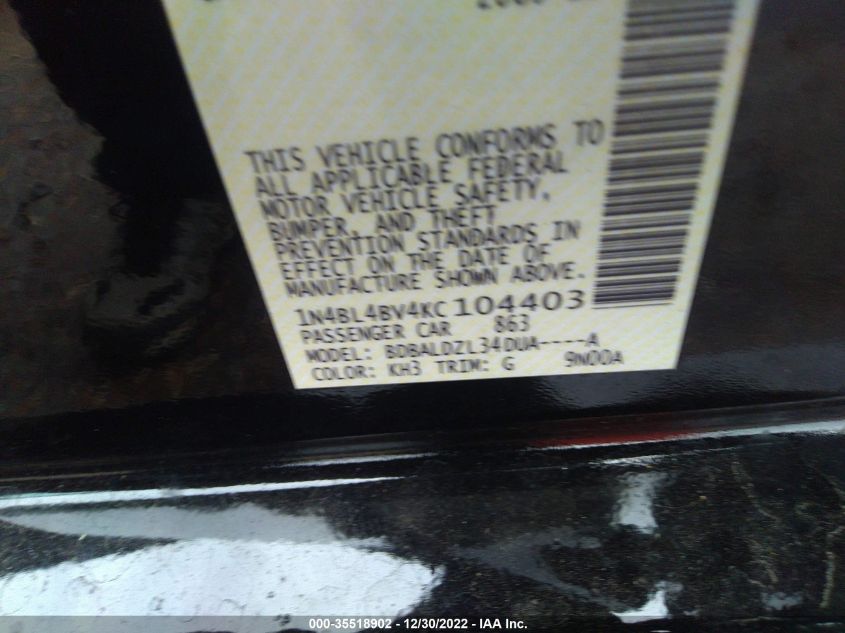 THIS VEHICLE CONFORMS TO
ALL APPLICABLE FEDERAL
MOTOR VEHICLE SAFETY,
BUMPER, AND THEFT
PREVENTION STANDARDS IN
EFFECT ON THE DATE OF
MANUFACTURE SHOWN ABOVE.
1N4BL4BV4KC104403
PASSENGER CAR 863
MODEL: BDBALDZL34DUA----A
COLOR: KH3 TRIM: G 9N00A
000-35518902 - 12/30/2022 - IAA Inc.